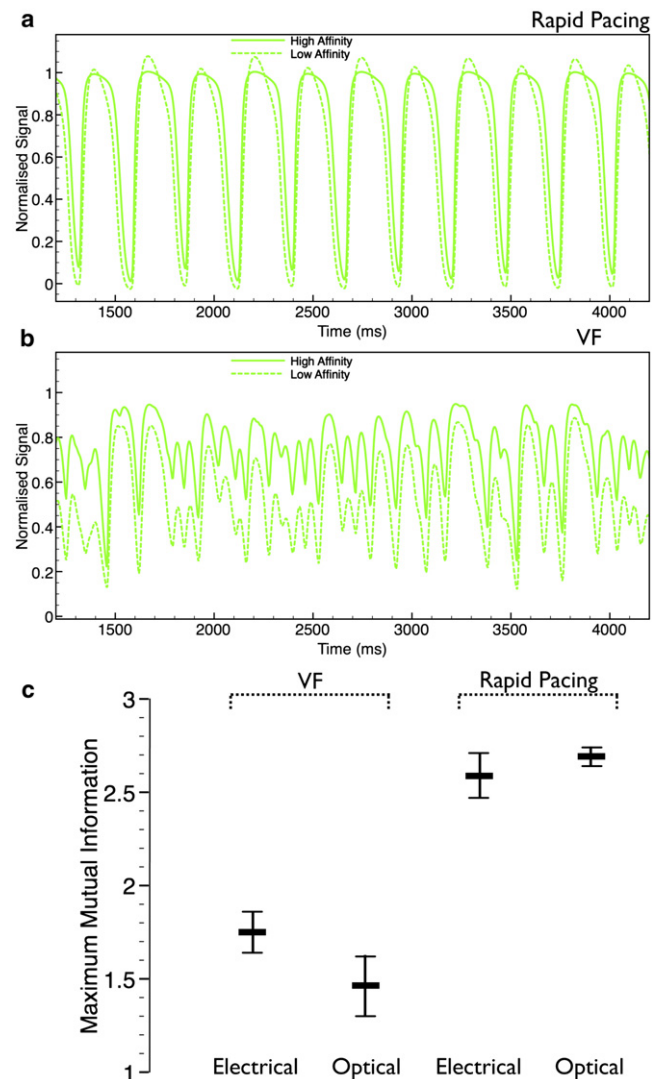 a
Rapid Pacing
High Affinity
Low Affinity
Normalised Signal
1
0.8
0.6
0.4
0.2
0
1500 2000 2500 3000 3500 4000
Time (ms)
b
VF
High Affinity
Low Affinity
Normalised Signal
1
0.8
0.6
0.4
0.2
0
1500 2000 2500 3000 3500 4000
Time (ms)
c
VF Rapid Pacing
Maximum Mutual Information
3
2.5
2
1.5
1
Electrical Optical Electrical Optical